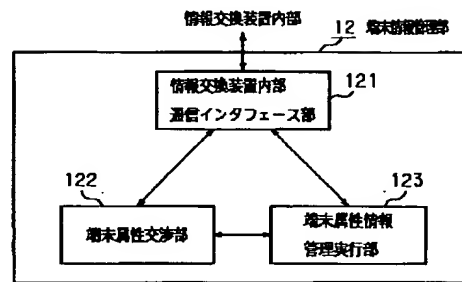 情報交換装置内部
12 端末情報管理部
情報交換装置内部
通信インタフェース部
121
122
端末属性交渉部
123
端末属性情報
管理実行部